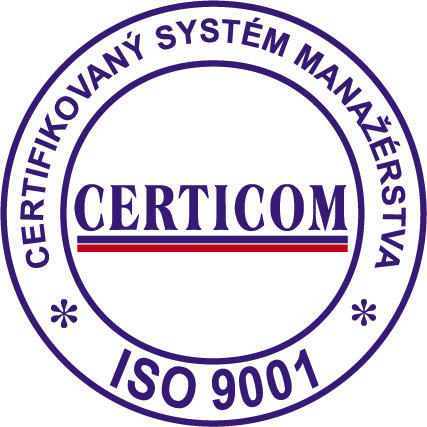 CERTIFIKOVANÝ SYSTÉM MANAŽÉRSTVA
CERTICOM
* *
ISO 9001